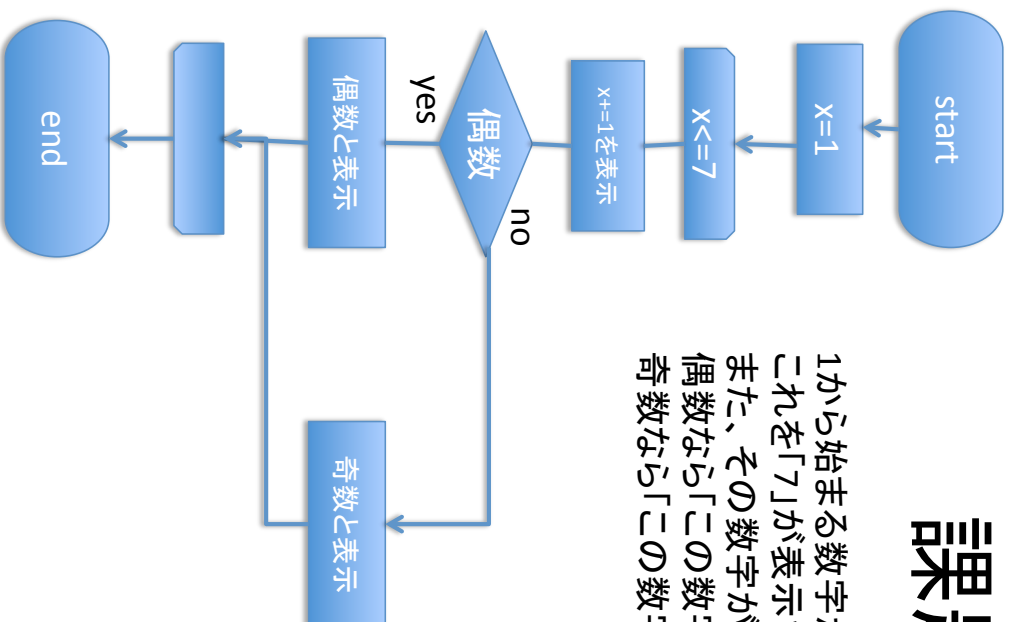 課
start
x=1
x<=7
x+=1を表示
偶数
no
yes
偶数と表示
奇数と表示
end
1から始まる数字
これを「7」が表示
また、その数字が
偶数なら「この数
奇数なら「この数